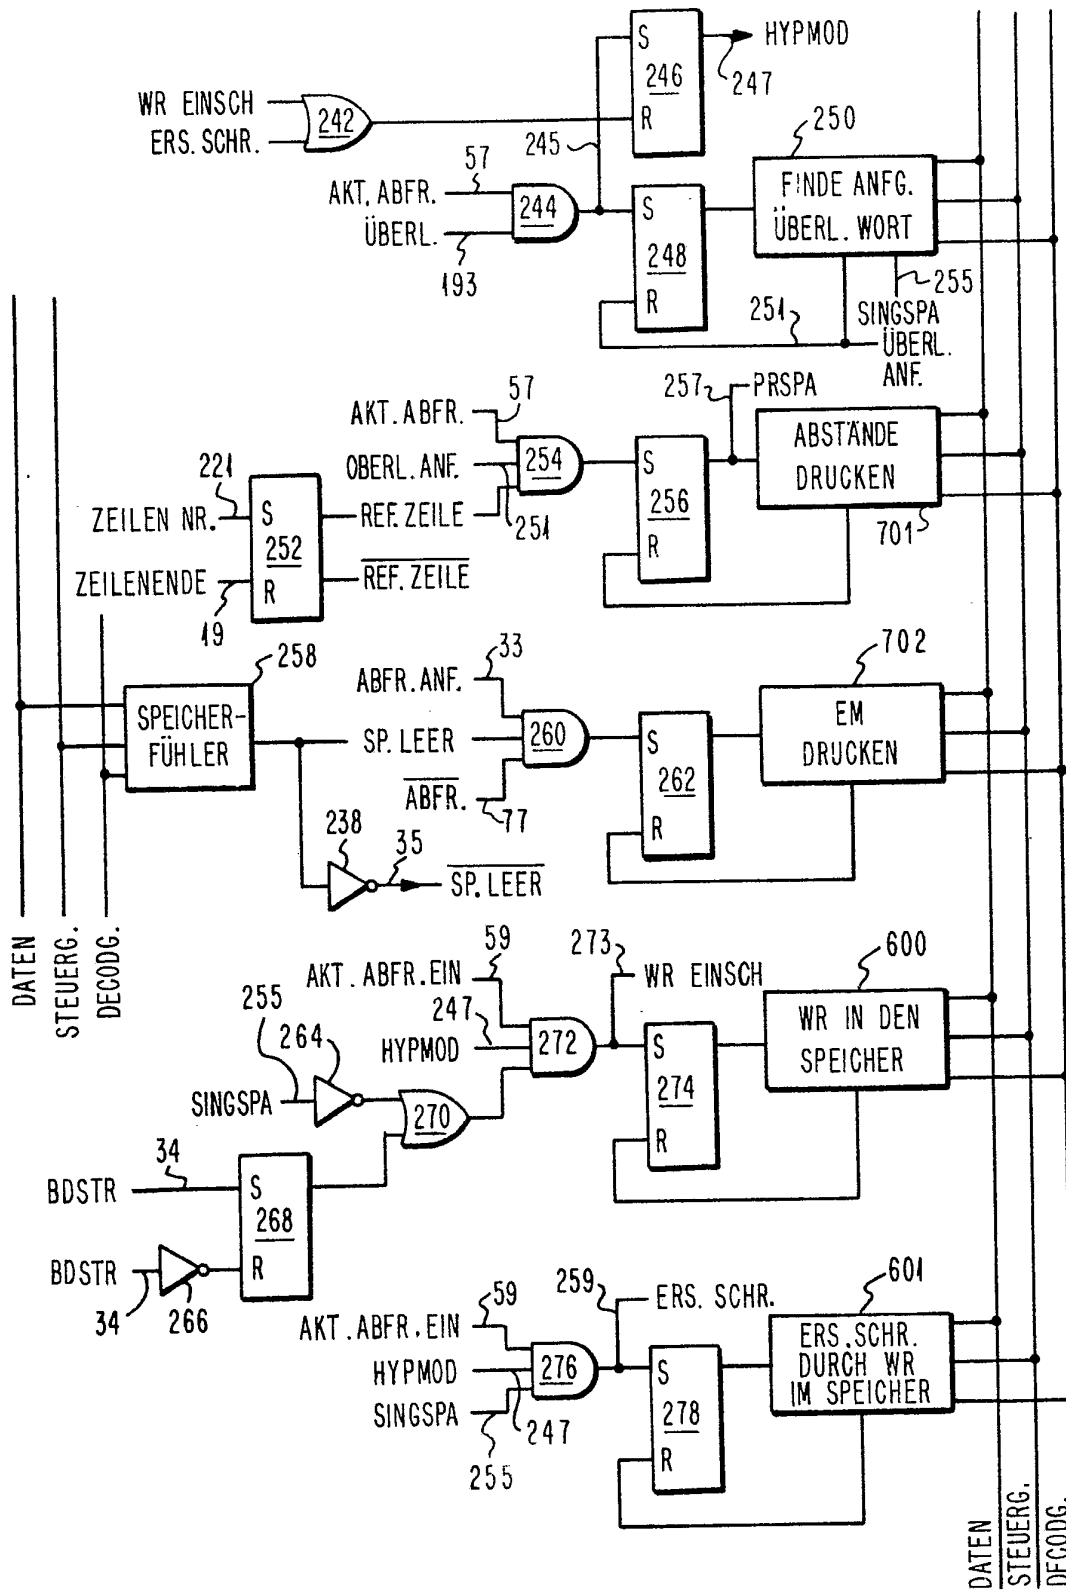 S
HYPMOD
246
247
WR EINSCH
ERS. SCHR.
242
R
245
250
57
AKT. ABFR.
ÜBERL.
244
193
S
248
R
FINDE ANFG.
ÜBERL. WORT
255
251
SINGSPA
ÜBERL.
ANF.
57
AKT. ABFR.
OBERL. ANF.
REF. ZEILE
254
251
257
PRSPA
S
256
R
ABSTÄNDE
DRUCKEN
701
221
ZEILEN NR.
ZEILENENDE
49
S
252
R
REF. ZEILE
258
SPEICHER-
FÜHLER
33
ABFR. ANF.
SP. LEER
ABFR.
77
260
S
262
R
702
EM
DRUCKEN
238
35
SP. LEER
DATEN
STEUERG.
DECODG.
59
AKT. ABFR. EIN
247
HYPMOD
272
273
WR EINSCH
S
274
R
600
WR IN DEN
SPEICHER
255
264
SINGSPA
270
34
BDSTR
S
268
R
BDSTR
34
266
59
AKT. ABFR. EIN
HYPMOD
SINGSPA
276
247
255
259
ERS. SCHR.
S
278
R
601
ERS. SCHR.
DURCH WR
IM SPEICHER
DATEN
STEUERG.
DECODG.